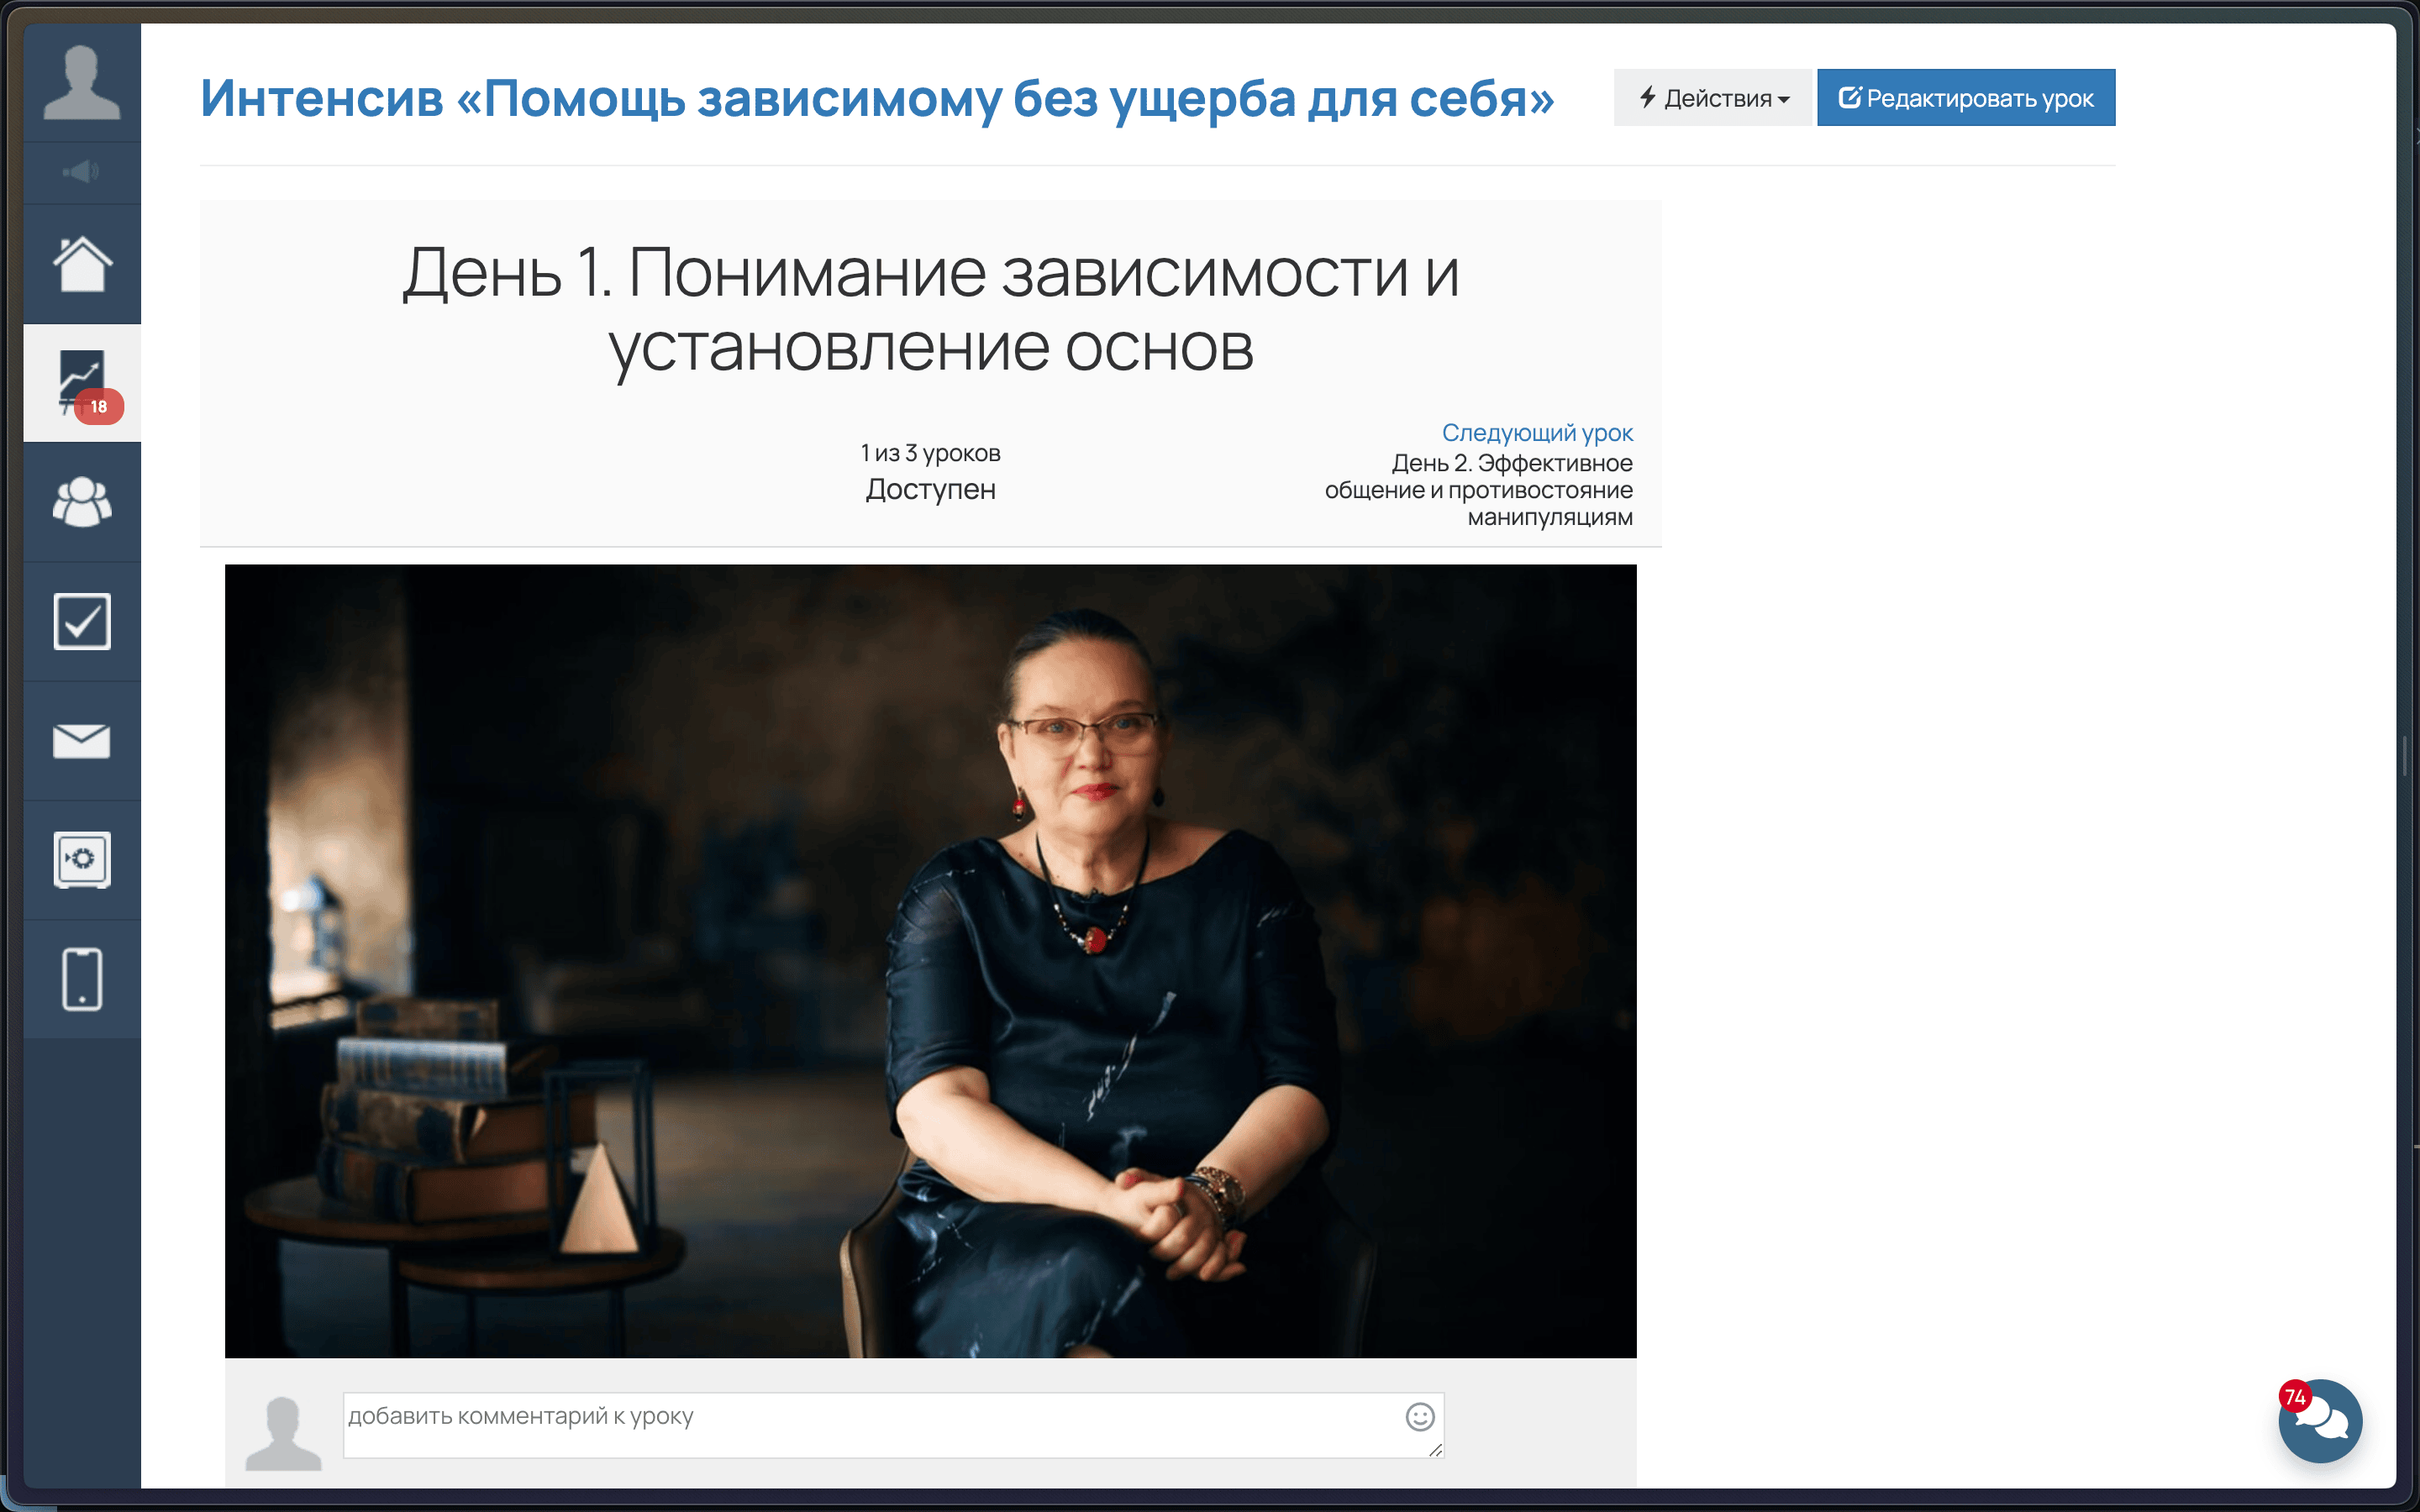 Интенсив «Помощь зависимому без ущерба для себя»
Действия
Редактировать урок
День 1. Понимание зависимости и
установление основ
18
1 из 3 уроков
Доступен
Следующий урок
День 2. Эффективное
общение и противостояние
манипуляциям
добавить комментарий к уроку
74